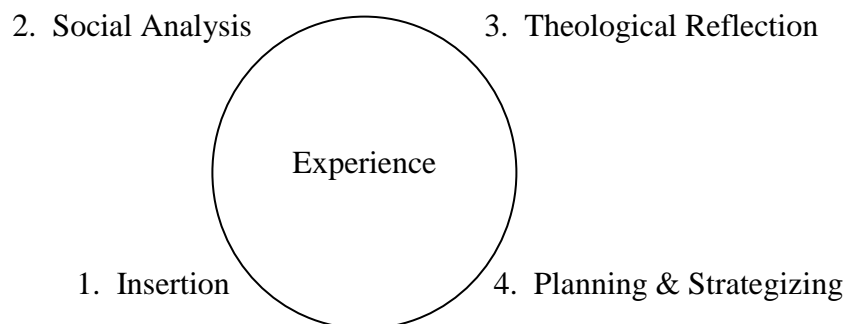 2. Social Analysis
3. Theological Reflection
Experience
1. Insertion
4. Planning & Strategizing